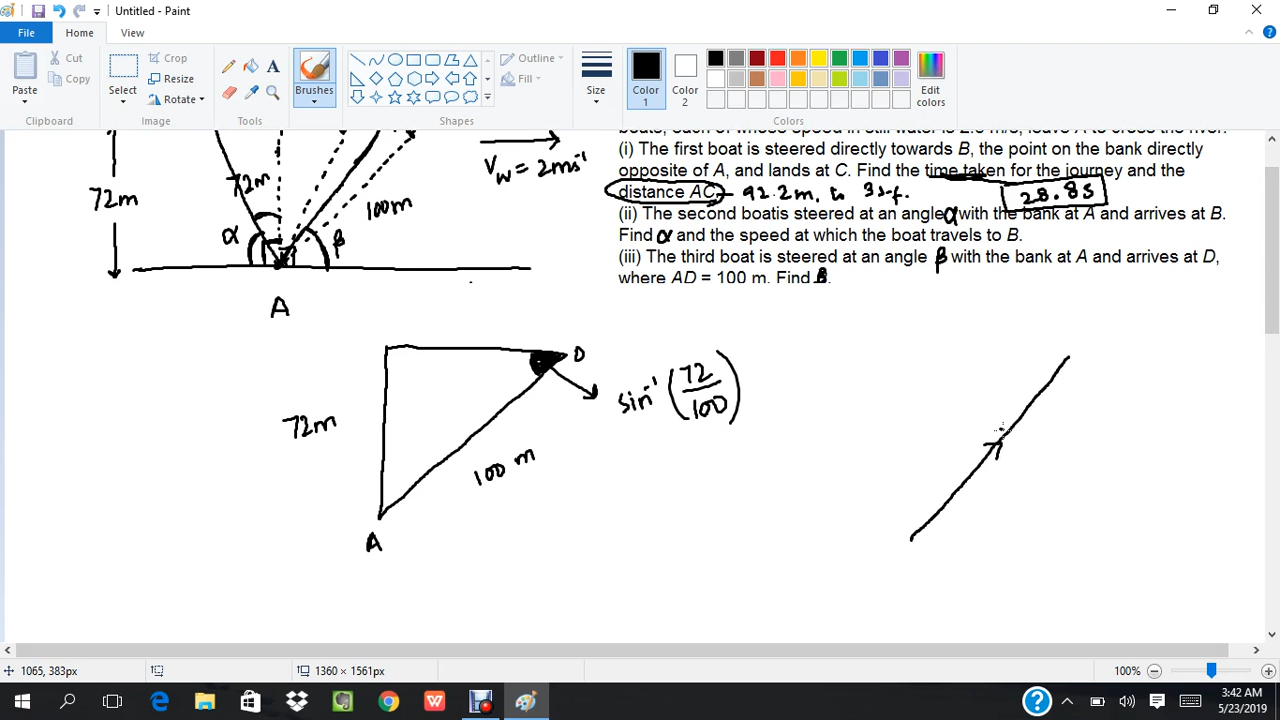 Untitled - Paint
File
Home
View
Paste
Cut
Copy
Clipboard
Select
Crop
Resize
Rotate
Image
A
Tools
Brushes
Outline
Fill
Shapes
Size
Color 1
Color 2
Edit colors
Colors
72m
72m
100m
α
β
A
Vw = 2ms⁻¹
(i) The first boat is steered directly towards B, the point on the bank directly
opposite of A, and lands at C. Find the time taken for the journey and the
distance AC. 92.2m, to 3s.f. 28.8s
(ii) The second boatis steered at an angle α with the bank at A and arrives at B.
Find α and the speed at which the boat travels to B.
(iii) The third boat is steered at an angle β with the bank at A and arrives at D,
where AD = 100 m. Find β.
D
72m
100 m
A
sin⁻¹ (72/100)
1065, 383px
1360 × 1561px
100%
W
3:42 AM
5/23/2019